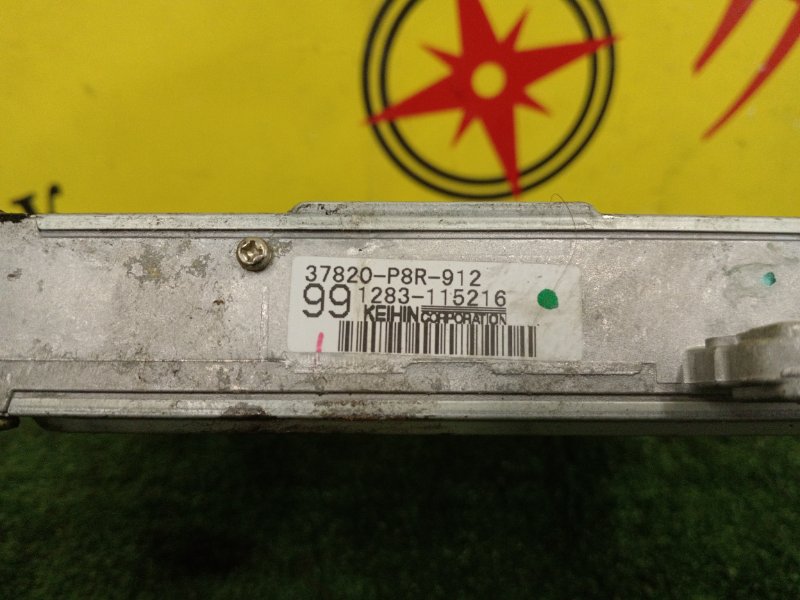 37820-P8R-912
99 1283-115216
KEIHIN CORPORATION